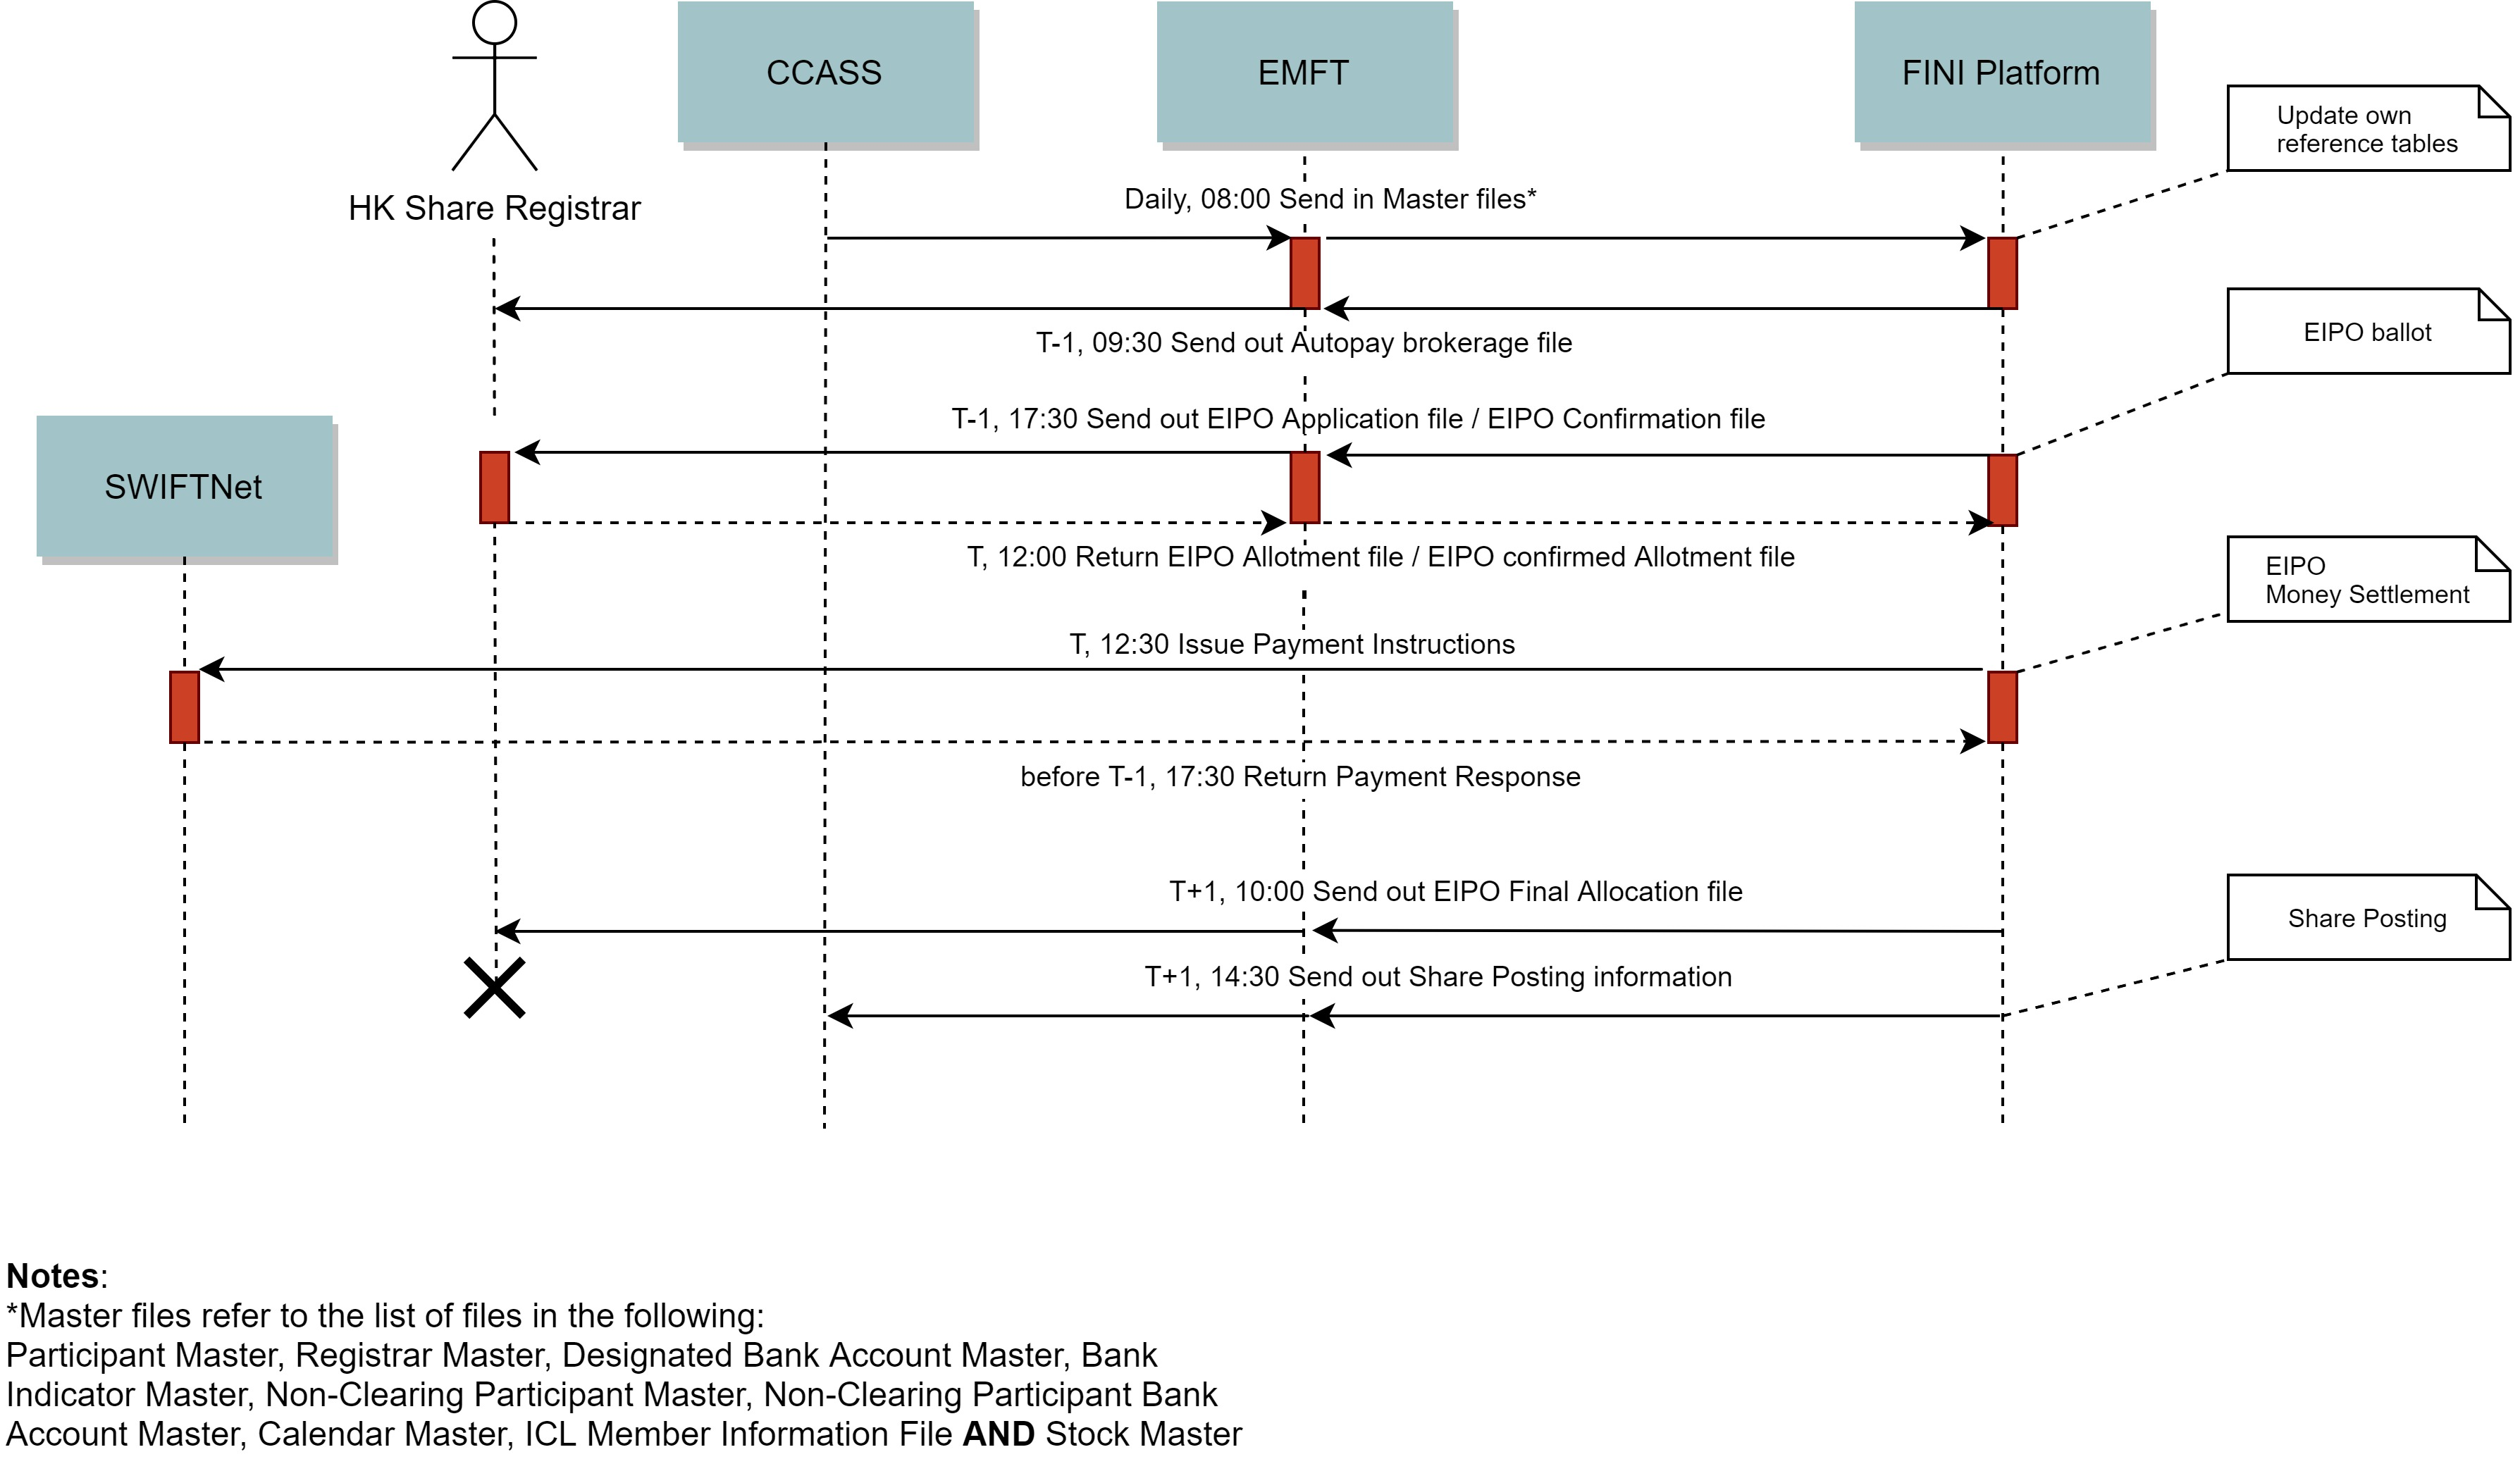 CCASS
EMFT
FINI Platform
Update own
reference tables
HK Share Registrar
Daily, 08:00 Send in Master files*
T-1, 09:30 Send out Autopay brokerage file
EIPO ballot
T-1, 17:30 Send out EIPO Application file / EIPO Confirmation file
SWIFTNet
T, 12:00 Return EIPO Allotment file / EIPO confirmed Allotment file
EIPO
Money Settlement
T, 12:30 Issue Payment Instructions
before T-1, 17:30 Return Payment Response
T+1, 10:00 Send out EIPO Final Allocation file
Share Posting
T+1, 14:30 Send out Share Posting information
Notes:
*Master files refer to the list of files in the following:
Participant Master, Registrar Master, Designated Bank Account Master, Bank
Indicator Master, Non-Clearing Participant Master, Non-Clearing Participant Bank
Account Master, Calendar Master, ICL Member Information File AND Stock Master